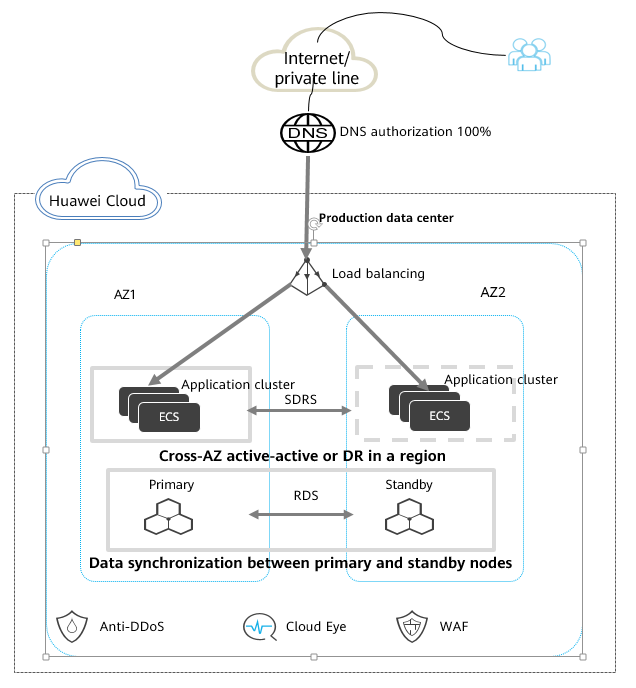 Internet/
private line
DNS
DNS authorization 100%
Huawei Cloud
Production data center
Load balancing
AZ1
AZ2
Application cluster
Application cluster
SDRS
ECS
ECS
Cross-AZ active-active or DR in a region
Primary
Standby
RDS
Data synchronization between primary and standby nodes
Anti-DDoS
Cloud Eye
WAF